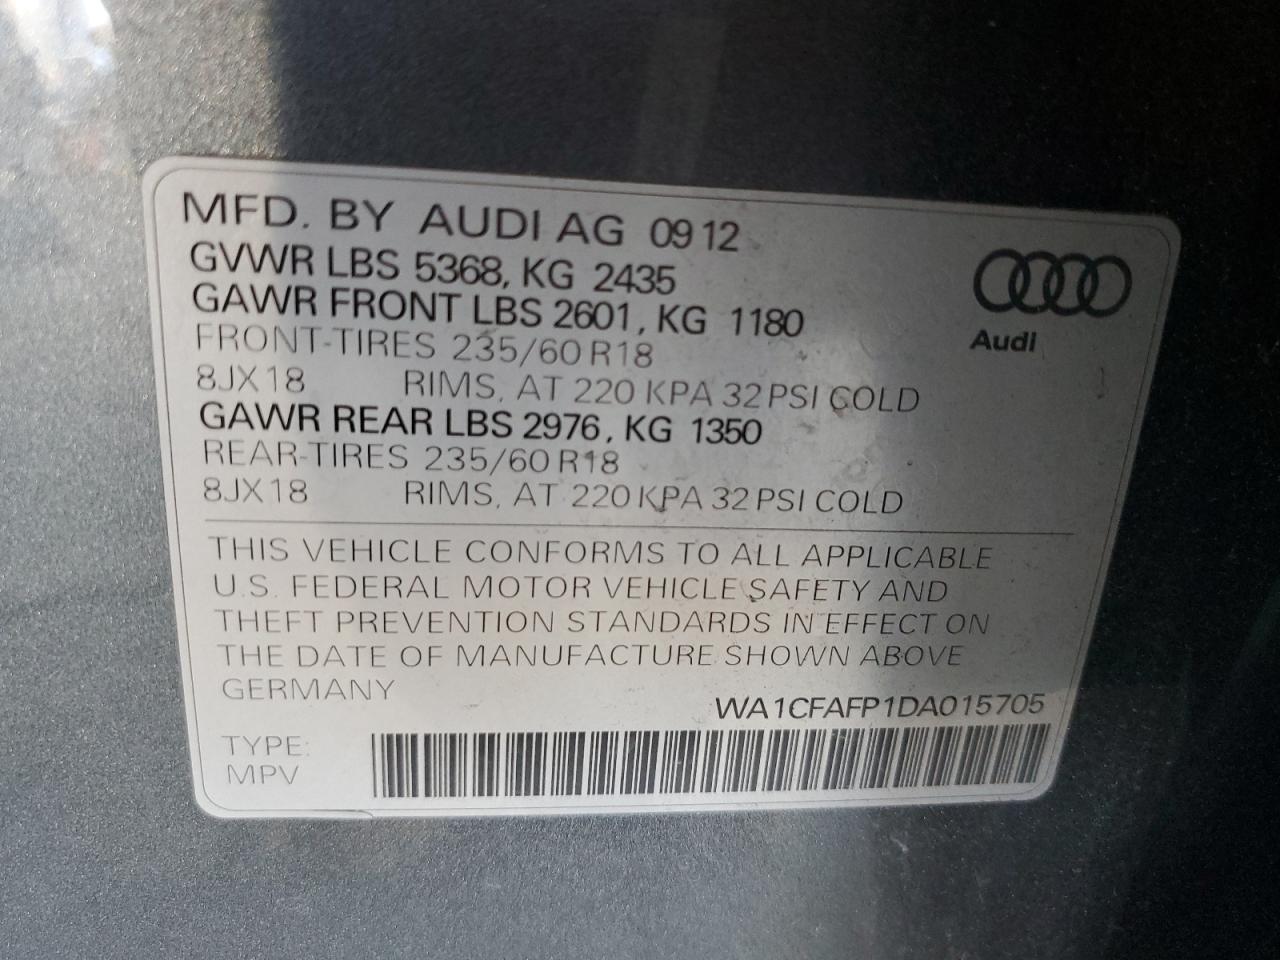 MFD. BY AUDI AG 09 12
GVWR LBS 5368, KG 2435
GAWR FRONT LBS 2601, KG 1180
FRONT-TIRES 235/60 R18
8JX18 RIMS, AT 220 KPA 32 PSI COLD
GAWR REAR LBS 2976, KG 1350
REAR-TIRES 235/60 R18
8JX18 RIMS, AT 220 KPA 32 PSI COLD
Audi
THIS VEHICLE CONFORMS TO ALL APPLICABLE
U.S. FEDERAL MOTOR VEHICLE SAFETY AND
THEFT PREVENTION STANDARDS IN EFFECT ON
THE DATE OF MANUFACTURE SHOWN ABOVE
GERMANY
WA1CFAFP1DA015705
TYPE:
MPV